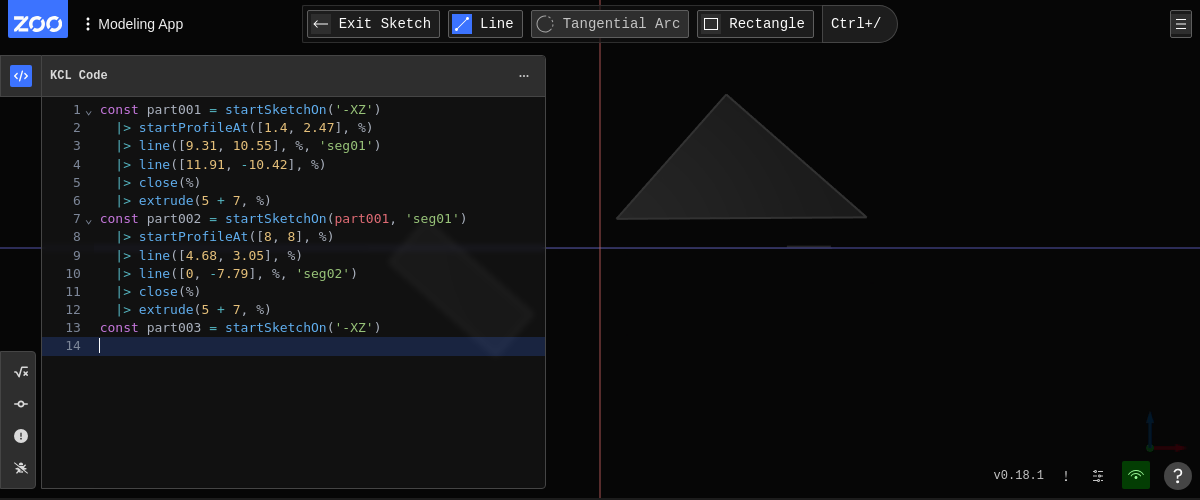 ZOO
Modeling App
Exit Sketch
Line
Tangential Arc
Rectangle
Ctrl+/
KCL Code
1 const part001 = startSketchOn('-XZ')
2   |> startProfileAt([1.4, 2.47], %)
3   |> line([9.31, 10.55], %, 'seg01')
4   |> line([11.91, -10.42], %)
5   |> close(%)
6   |> extrude(5 + 7, %)
7 const part002 = startSketchOn(part001, 'seg01')
8   |> startProfileAt([8, 8], %)
9   |> line([4.68, 3.05], %)
10   |> line([0, -7.79], %, 'seg02')
11   |> close(%)
12   |> extrude(5 + 7, %)
13 const part003 = startSketchOn('-XZ')
14
v0.18.1
!
?